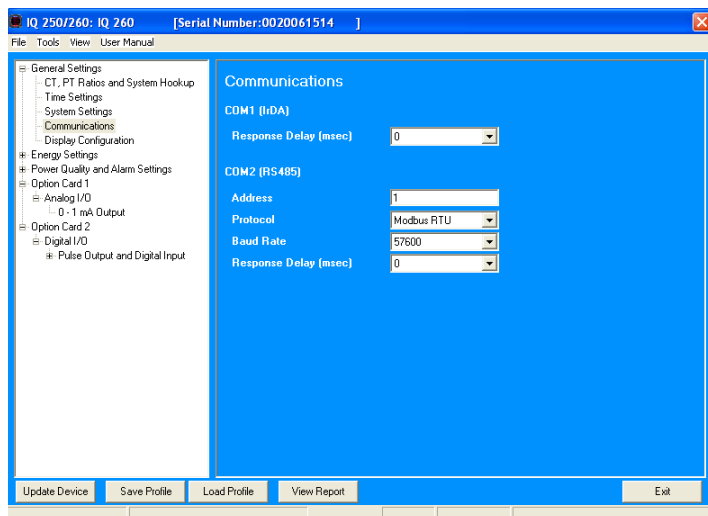 IQ 250/260: IQ 260 [Serial Number:0020061514 ]
File Tools View User Manual
General Settings
CT, PT Ratios and System Hookup
Time Settings
System Settings
Communications
Display Configuration
Energy Settings
Power Quality and Alarm Settings
Option Card 1
Analog I/O
0 - 1 mA Output
Option Card 2
Digital I/O
Pulse Output and Digital Input
Communications
COM1 (IrDA)
Response Delay (msec) 0
COM2 (RS485)
Address 1
Protocol Modbus RTU
Baud Rate 57600
Response Delay (msec) 0
Update Device Save Profile Load Profile View Report Exit